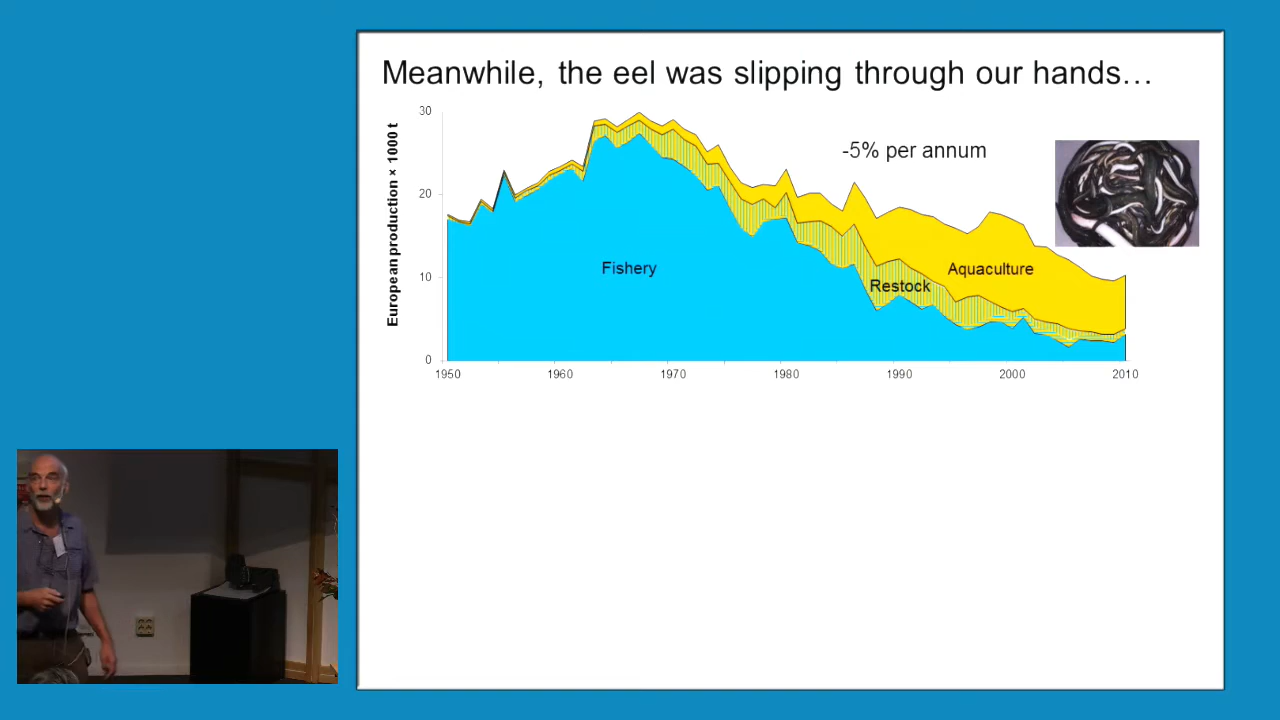 Meanwhile, the eel was slipping through our hands…
European production × 1000 t
30
20
10
0
-5% per annum
Fishery
Restock
Aquaculture
1950 1960 1970 1980 1990 2000 2010